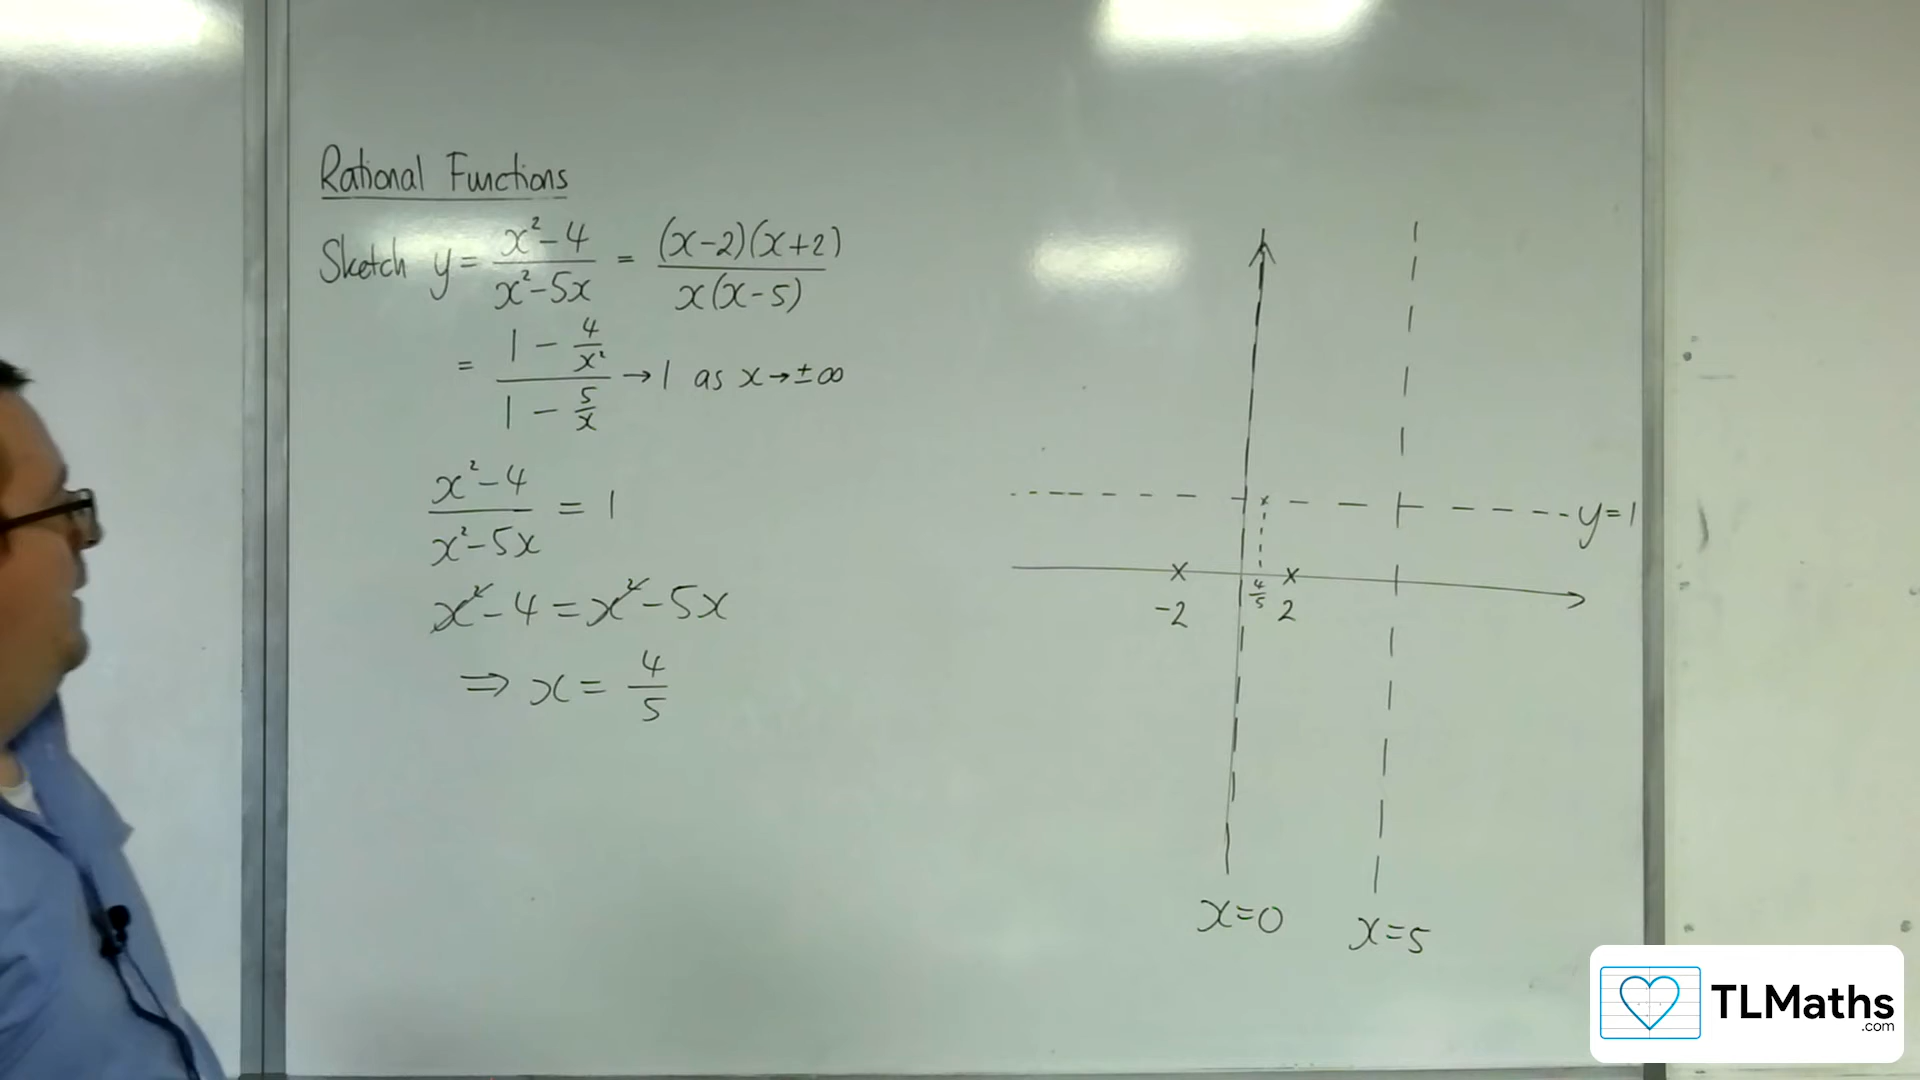 Rational Functions
Sketch y = (x²-4)/(x²-5x) = ((x-2)(x+2))/(x(x-5))
= (1 - 4/x²)/(1 - 5/x) → 1 as x → ±∞
(x²-4)/(x²-5x) = 1
x²-4 = x²-5x
⇒ x = 4/5
y=1
-2
4/5
2
x=0
x=5
TLMaths
.com